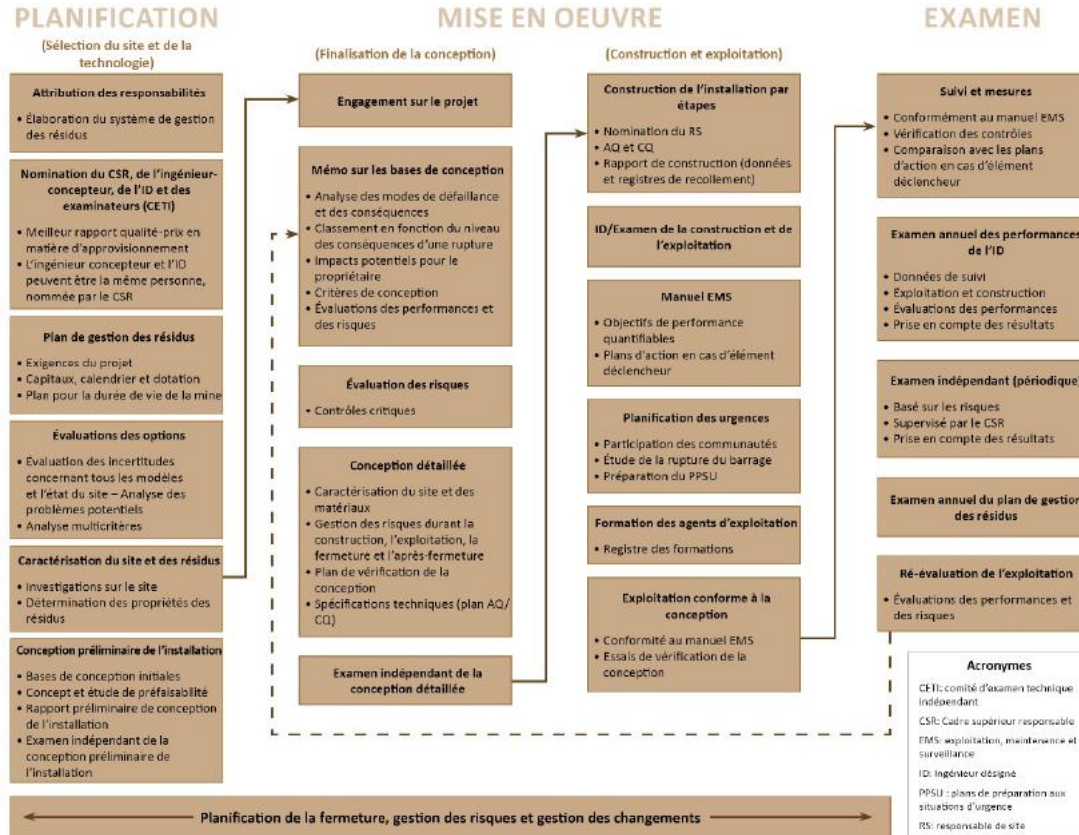 PLANIFICATION
(Sélection du site et de la
technologie)
Attribution des responsabilités
• Élaboration du système de gestion
des résidus
Nomination du CSR, de l'ingénieur-
concepteur, de l'ID et des
examinateurs (CETI)
• Meilleur rapport qualité-prix en
matière d'approvisionnement
• L'ingénieur concepteur et l'ID
peuvent être la même personne,
nommée par le CSR
Plan de gestion des résidus
• Exigences du projet
• Capitaux, calendrier et dotation
• Plan pour la durée de vie de la mine
Évaluations des options
• Évaluation des incertitudes
concernant tous les modèles
et l'état du site – Analyse des
problèmes potentiels
• Analyse multicritères
Caractérisation du site et des résidus
• Investigations sur le site
• Détermination des propriétés des
résidus
Conception préliminaire de l'installation
• Bases de conception initiales
• Concept et étude de préfaisabilité
• Rapport préliminaire de conception
de l'installation
• Examen indépendant de la
conception préliminaire de
l'installation
MISE EN OEUVRE
(Finalisation de la conception)
Engagement sur le projet
Mémo sur les bases de conception
• Analyse des modes de défaillance
et des conséquences
• Classement en fonction du niveau
des conséquences d'une rupture
• Impacts potentiels pour le
propriétaire
• Critères de conception
• Évaluations des performances et
des risques
Évaluation des risques
• Contrôles critiques
Conception détaillée
• Caractérisation du site et des
matériaux
• Gestion des risques durant la
construction, l'exploitation, la
fermeture et l'après-fermeture
• Plan de vérification de la
conception
• Spécifications techniques (plan AQ/
CQ)
Examen indépendant de la
conception détaillée
(Construction et exploitation)
Construction de l'installation par
étapes
• Nomination du RS
• AQ et CQ
• Rapport de construction (données
et registres de recollement)
ID/Examen de la construction et de
l'exploitation
Manuel EMS
• Objectifs de performance
quantifiables
• Plans d'action en cas d'élément
déclencheur
Planification des urgences
• Participation des communautés
• Étude de la rupture du barrage
• Préparation du PPSU
Formation des agents d'exploitation
• Registre des formations
Exploitation conforme à la
conception
• Conformité au manuel EMS
• Essais de vérification de la
conception
EXAMEN
Suivi et mesures
• Conformément au manuel EMS
• Vérification des contrôles
• Comparaison avec les plans
d'action en cas d'élément
déclencheur
Examen annuel des performances
de l'ID
• Données de suivi
• Exploitation et construction
• Évaluations des performances
• Prise en compte des résultats
Examen indépendant (périodique)
• Basé sur les risques
• Supervisé par le CSR
• Prise en compte des résultats
Examen annuel du plan de gestion
des résidus
Ré-évaluation de l'exploitation
• Évaluations des performances et
des risques
Acronymes
CETI: comité d'examen technique
indépendant
CSR: Cadre supérieur responsable
EMS: exploitation, maintenance et
surveillance
ID: Ingénieur désigné
PPSU : plans de préparation aux
situations d'urgence
RS: responsable de site
Planification de la fermeture, gestion des risques et gestion des changements